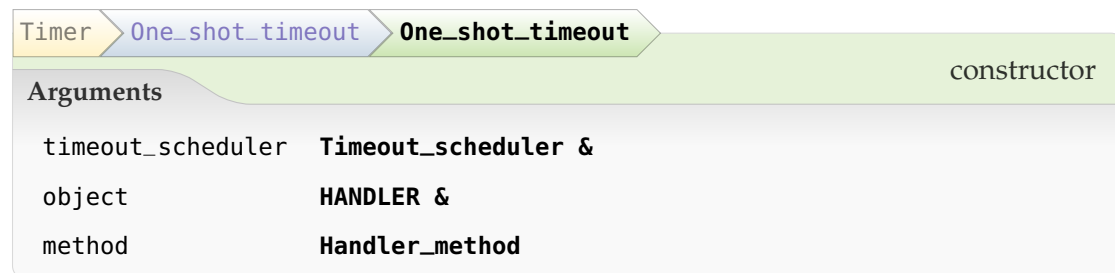 Timer One_shot_timeout One_shot_timeout
constructor
Arguments
timeout_scheduler Timeout_scheduler &
object HANDLER &
method Handler_method